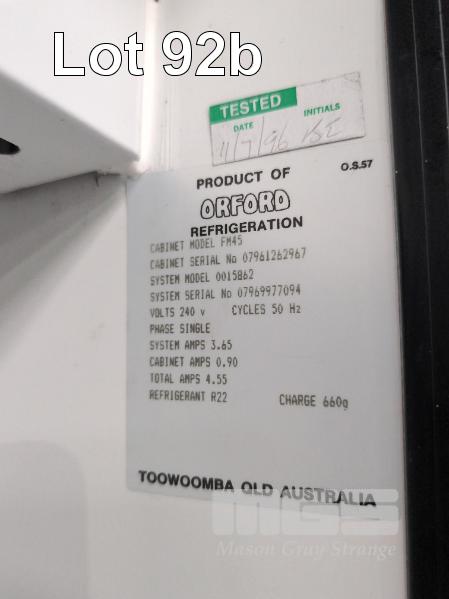 Lot 92b
TESTED
DATE INITIALS
11/7/96
PRODUCT OF O.S.57
ORFORD
REFRIGERATION
CABINET MODEL FM45
CABINET SERIAL No 07961262967
SYSTEM MODEL 0015862
SYSTEM SERIAL No 07969977094
VOLTS 240 v CYCLES 50 Hz
PHASE SINGLE
SYSTEM AMPS 3.65
CABINET AMPS 0.90
TOTAL AMPS 4.55
REFRIGERANT R22 CHARGE 660g
TOOWOOMBA QLD AUSTRALIA
MGS
Mason Gray Strange